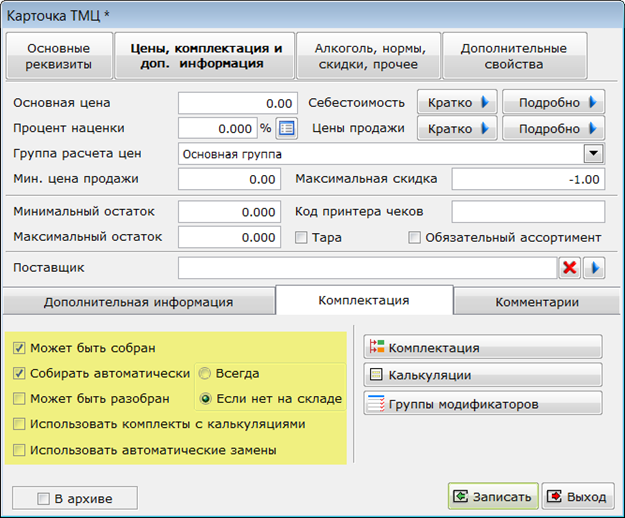 Карточка ТМЦ *
Основные реквизиты
Цены, комплектация и доп. информация
Алкоголь, нормы, скидки, прочее
Дополнительные свойства
Основная цена 0.00 Себестоимость Кратко Подробно
Процент наценки 0.000 % Цены продажи Кратко Подробно
Группа расчета цен Основная группа
Мин. цена продажи 0.00 Максимальная скидка -1.00
Минимальный остаток 0.000 Код принтера чеков
Максимальный остаток 0.000 Тара Обязательный ассортимент
Поставщик
Дополнительная информация Комплектация Комментарии
Может быть собран
Собирать автоматически Всегда
Может быть разобран Если нет на складе
Использовать комплекты с калькуляциями
Использовать автоматические замены
Комплектация
Калькуляции
Группы модификаторов
В архиве Записать Выход